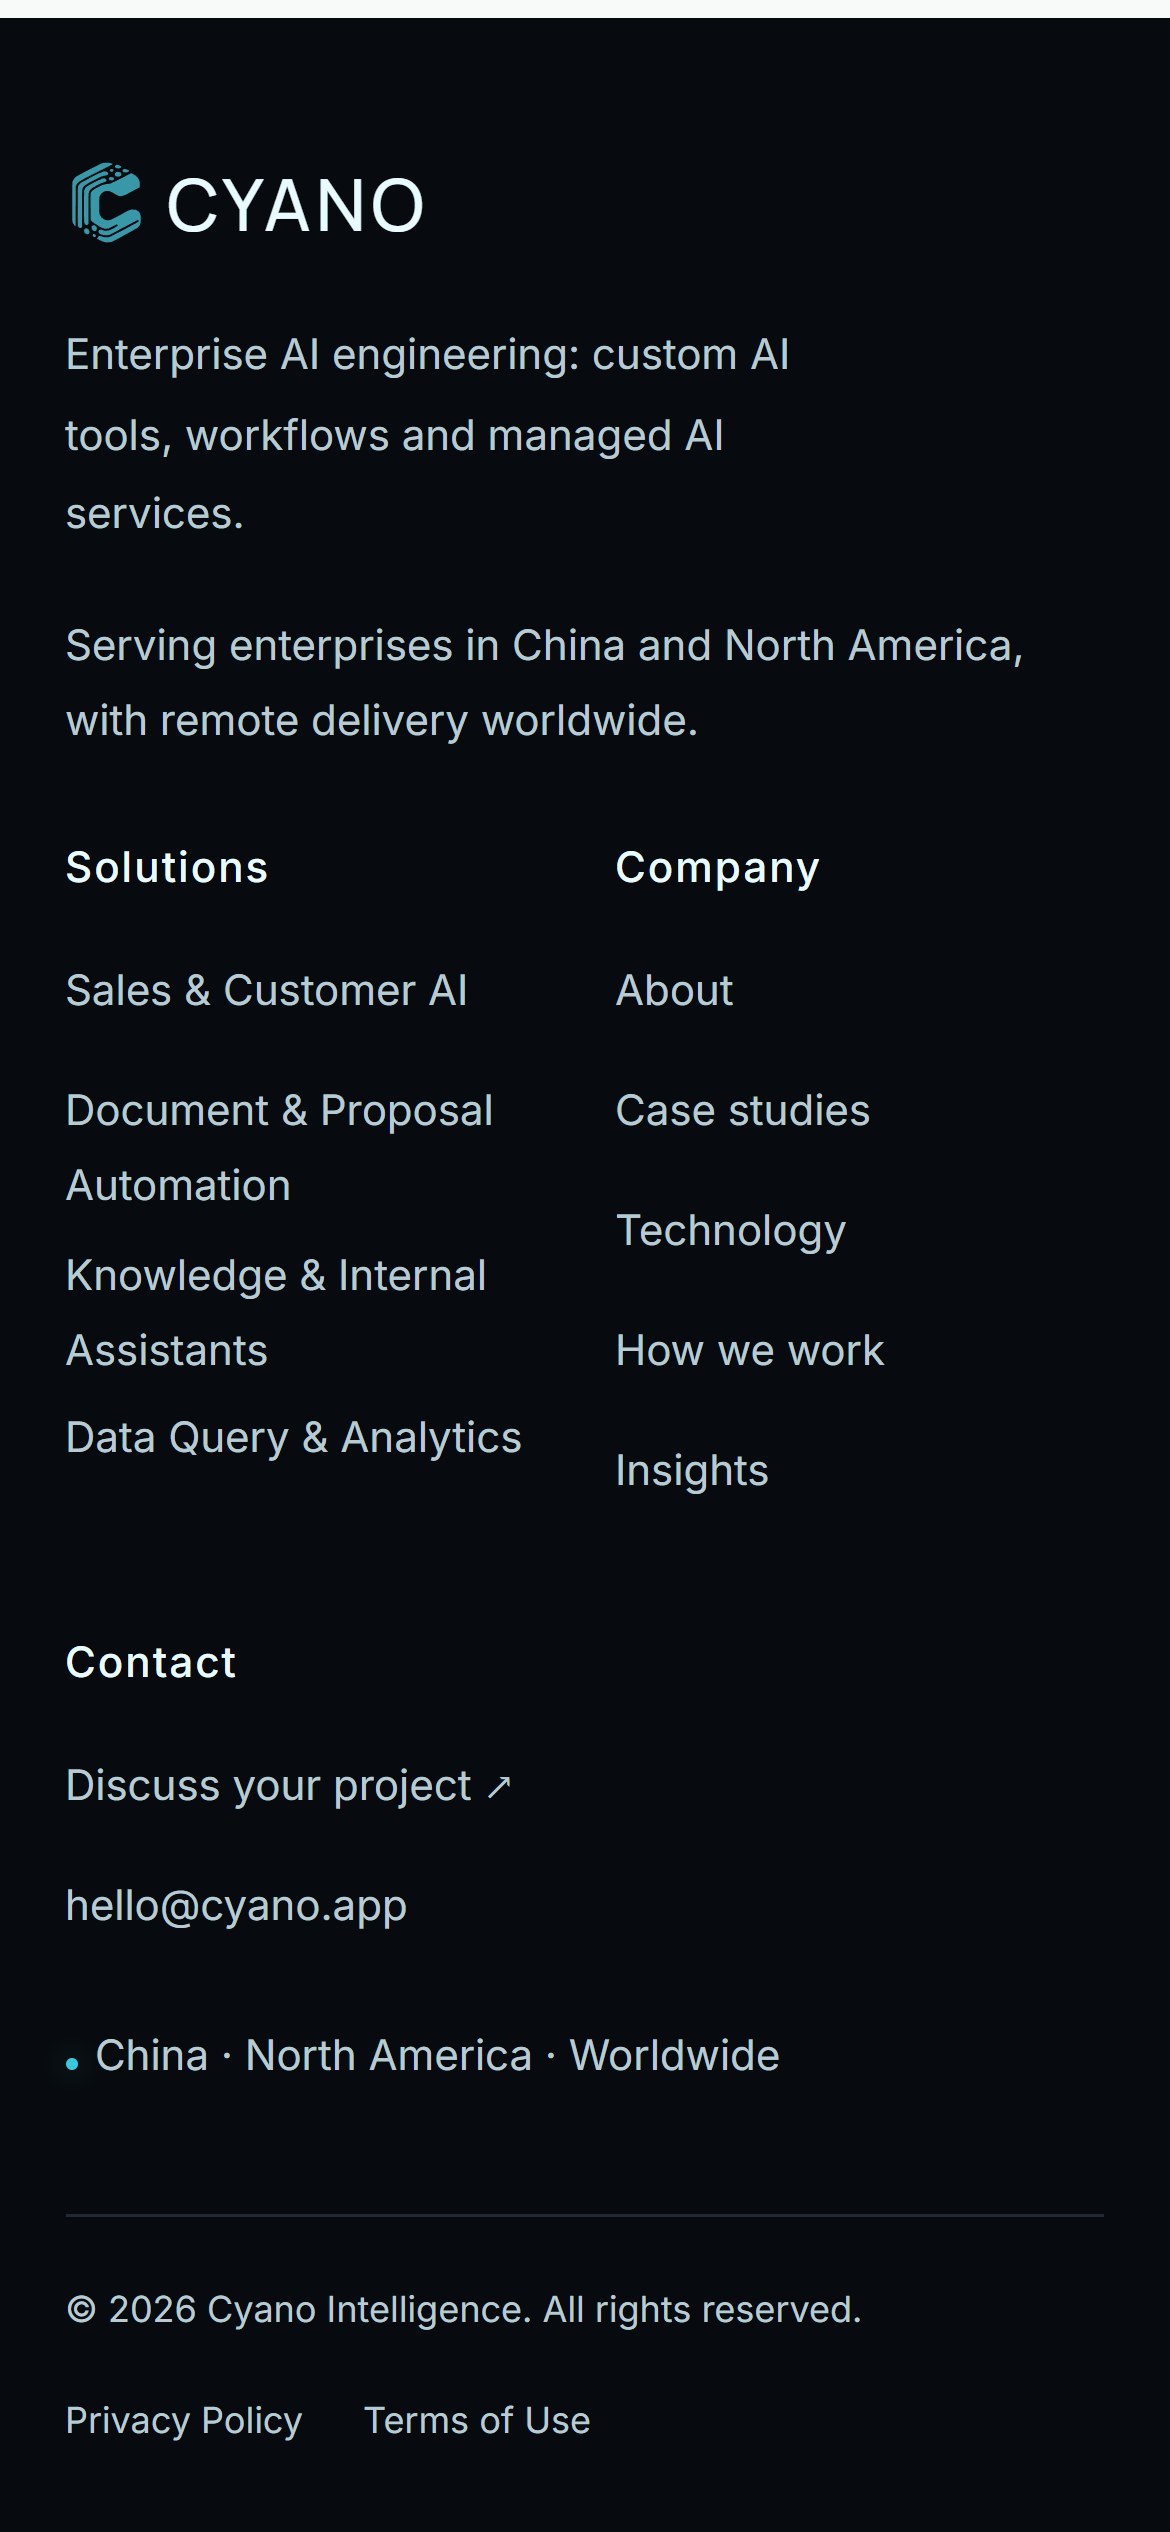 CYANO
Enterprise AI engineering: custom AI
tools, workflows and managed AI
services.
Serving enterprises in China and North America,
with remote delivery worldwide.
Solutions
Sales & Customer AI
Document & Proposal
Automation
Knowledge & Internal
Assistants
Data Query & Analytics
Company
About
Case studies
Technology
How we work
Insights
Contact
Discuss your project ↗
hello@cyano.app
China · North America · Worldwide
© 2026 Cyano Intelligence. All rights reserved.
Privacy Policy Terms of Use